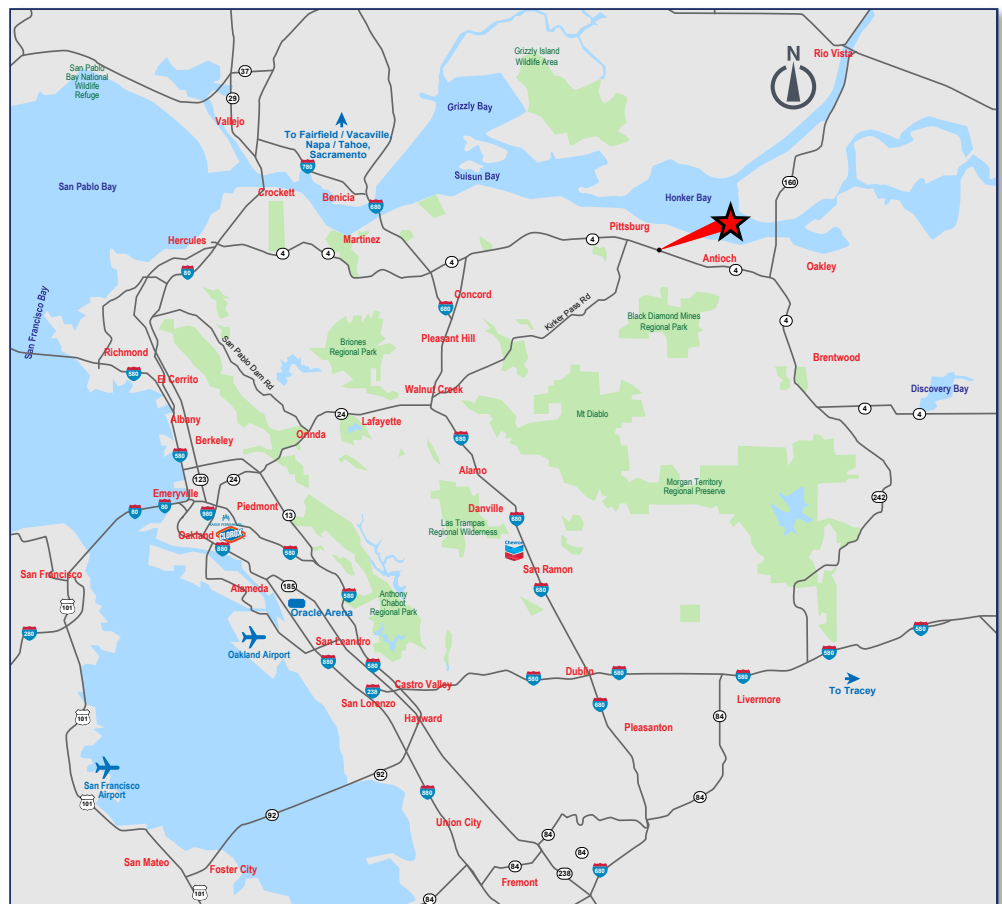 Rio Vista
N
Grizzly Island
Wildlife Area
San Pablo
Bay National
Wildlife
Refuge
37
29
Vallejo
Grizzly Bay
To Fairfield / Vacaville
Napa / Tahoe,
Sacramento
780
Suisun Bay
160
San Pablo Bay
Crockett
Benicia
680
Honker Bay
Pittsburg
Hercules
Martinez
4
4
4
4
Antioch
4
Oakley
80
San Francisco Bay
Concord
680
Kirker Pass Rd
Black Diamond Mines
Regional Park
4
Pleasant Hill
San Pablo Dam Rd
Briones
Regional Park
Richmond
580
El Cerrito
Brentwood
Walnut Creek
Discovery Bay
4
4
Albany
24
Lafayette
Mt Diablo
Berkeley
Orinda
680
580
Alamo
123
24
Morgan Territory
Regional Preserve
242
Emeryville
80
80
980
Piedmont
13
Danville
680
Las Trampas
Regional Wilderness
Oakland
CLOROX
880
580
Chevron
San Ramon
680
San Francisco
101
Alameda
185
580
Anthony
Chabot
Regional Park
Oracle Arena
280
San Leandro
580
Oakland Airport
880
580
580
Dublin
580
580
580
Castro Valley
238
San Lorenzo
To Tracey
Livermore
680
84
101
Hayward
Pleasanton
San Francisco
Airport
92
101
880
84
92
Union City
84
San Mateo
Foster City
84
84
238
680
Fremont
101
84